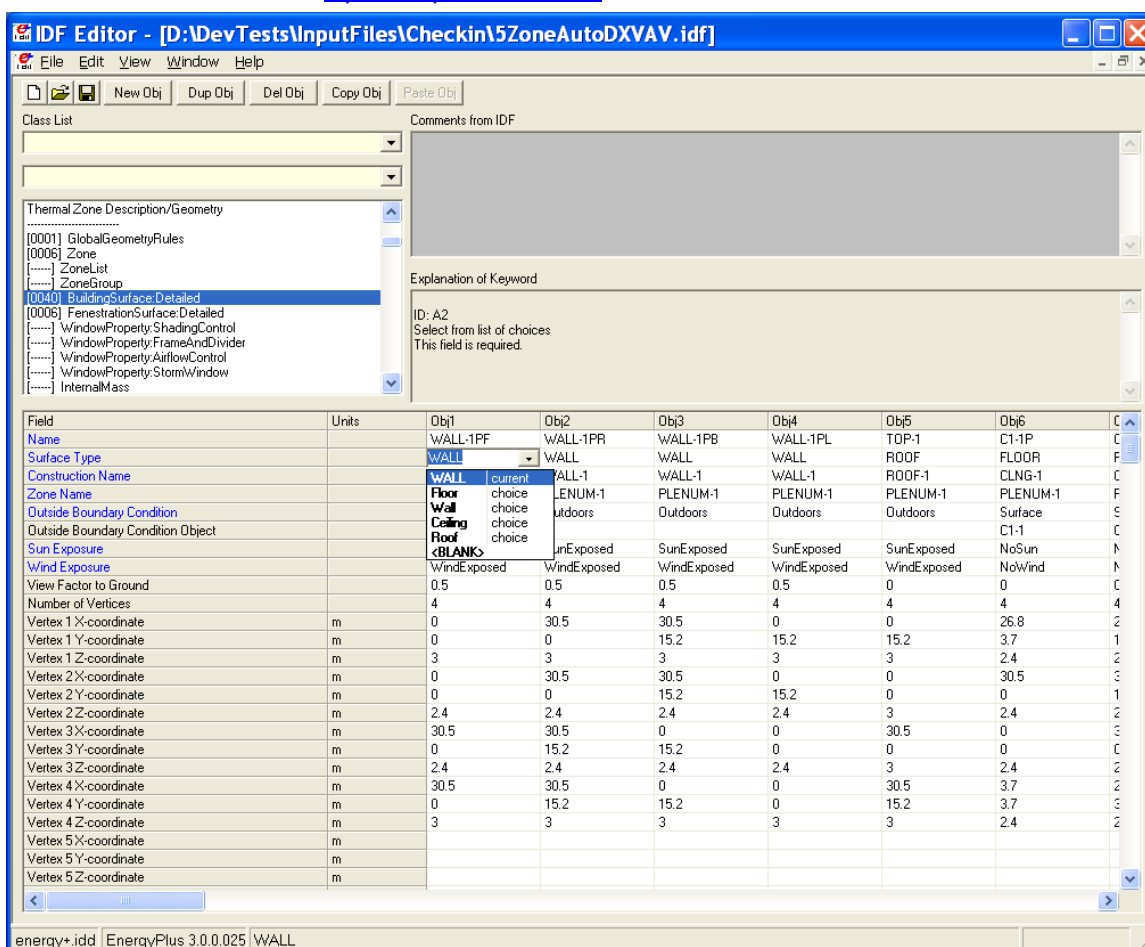 IDF Editor - [D:\DevTests\InputFiles\Checkin\5ZoneAutoDXVAV.idf]
File Edit View Window Help
New Obj Dup Obj Del Obj Copy Obj Paste Obj
Class List
Comments from IDF
Thermal Zone Description/Geometry
--------------------------
[0001] GlobalGeometryRules
[0006] Zone
[------] ZoneList
[------] ZoneGroup
[0040] BuildingSurface:Detailed
[0006] FenestrationSurface:Detailed
[------] WindowProperty:ShadingControl
[------] WindowProperty:FrameAndDivider
[------] WindowProperty:AirflowControl
[------] WindowProperty:StormWindow
[------] InternalMass
Explanation of Keyword
ID: A2
Select from list of choices
This field is required.
Field Units Obj1 Obj2 Obj3 Obj4 Obj5 Obj6
Name WALL-1PF WALL-1PR WALL-1PB WALL-1PL TOP-1 C1-1P
Surface Type WALL WALL WALL WALL ROOF FLOOR
Construction Name WALL-1 WALL-1 WALL-1 ROOF-1 CLNG-1
Zone Name PLENUM-1 PLENUM-1 PLENUM-1 PLENUM-1
Outside Boundary Condition Outdoors Outdoors Outdoors Surface
Outside Boundary Condition Object C1-1
Sun Exposure SunExposed SunExposed SunExposed NoSun
Wind Exposure WindExposed WindExposed WindExposed WindExposed WindExposed NoWind
WALL current
Floor choice
Wall choice
Ceiling choice
Roof choice
<BLANK>
View Factor to Ground 0.5 0.5 0.5 0.5 0 0
Number of Vertices 4 4 4 4 4 4
Vertex 1 X-coordinate m 0 30.5 30.5 0 0 26.8
Vertex 1 Y-coordinate m 0 0 15.2 15.2 15.2 3.7
Vertex 1 Z-coordinate m 3 3 3 3 3 2.4
Vertex 2 X-coordinate m 0 30.5 30.5 0 0 30.5
Vertex 2 Y-coordinate m 0 0 15.2 15.2 0 0
Vertex 2 Z-coordinate m 2.4 2.4 2.4 2.4 3 2.4
Vertex 3 X-coordinate m 30.5 30.5 0 0 30.5 0
Vertex 3 Y-coordinate m 0 15.2 15.2 0 0 0
Vertex 3 Z-coordinate m 2.4 2.4 2.4 2.4 3 2.4
Vertex 4 X-coordinate m 30.5 30.5 0 0 30.5 3.7
Vertex 4 Y-coordinate m 0 15.2 15.2 0 15.2 3.7
Vertex 4 Z-coordinate m 3 3 3 3 3 2.4
Vertex 5 X-coordinate m
Vertex 5 Y-coordinate m
Vertex 5 Z-coordinate m
energy+.idd EnergyPlus 3.0.0.025 WALL